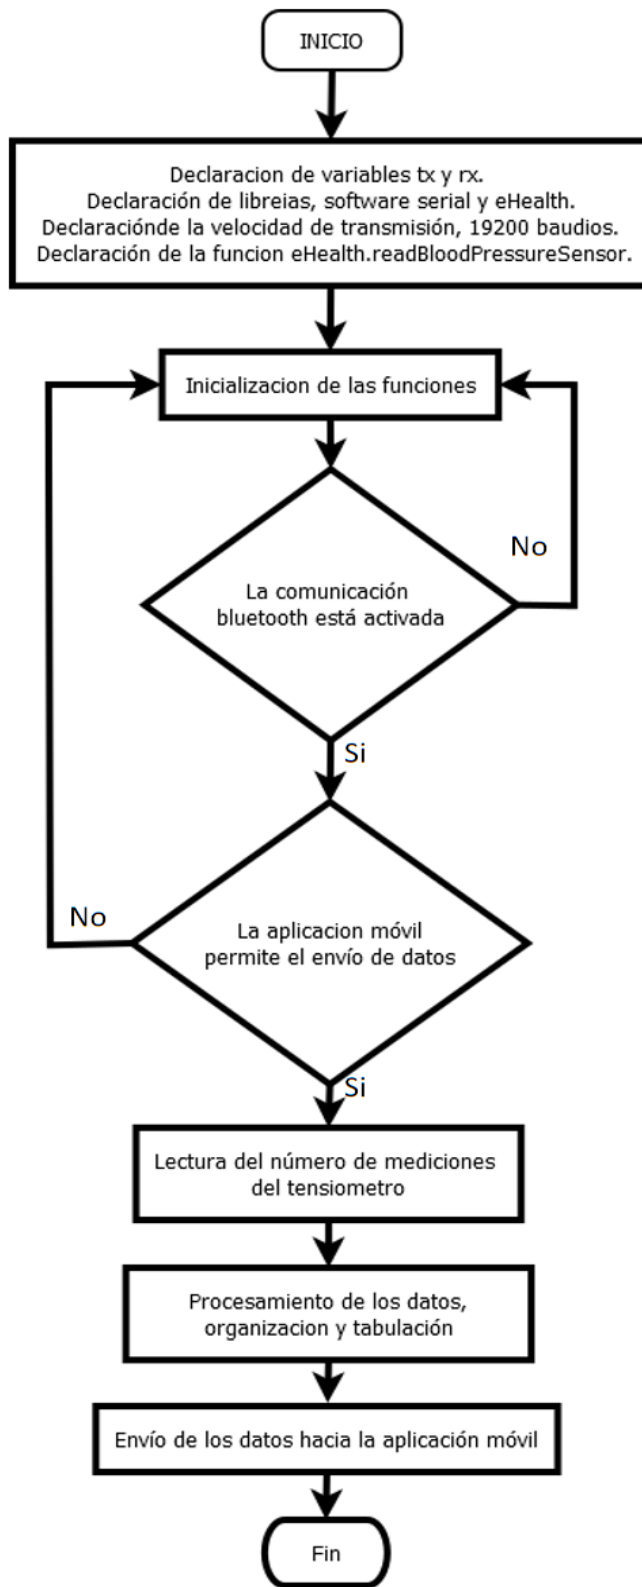 INICIO
Declaracion de variables tx y rx.
Declaración de libreias, software serial y eHealth.
Declaraciónde la velocidad de transmisión, 19200 baudios.
Declaración de la funcion eHealth.readBloodPressureSensor.
Inicializacion de las funciones
No
La comunicación
bluetooth está activada
Si
No
La aplicacion móvil
permite el envío de datos
Si
Lectura del número de mediciones
del tensiometro
Procesamiento de los datos,
organizacion y tabulación
Envío de los datos hacia la aplicación móvil
Fin